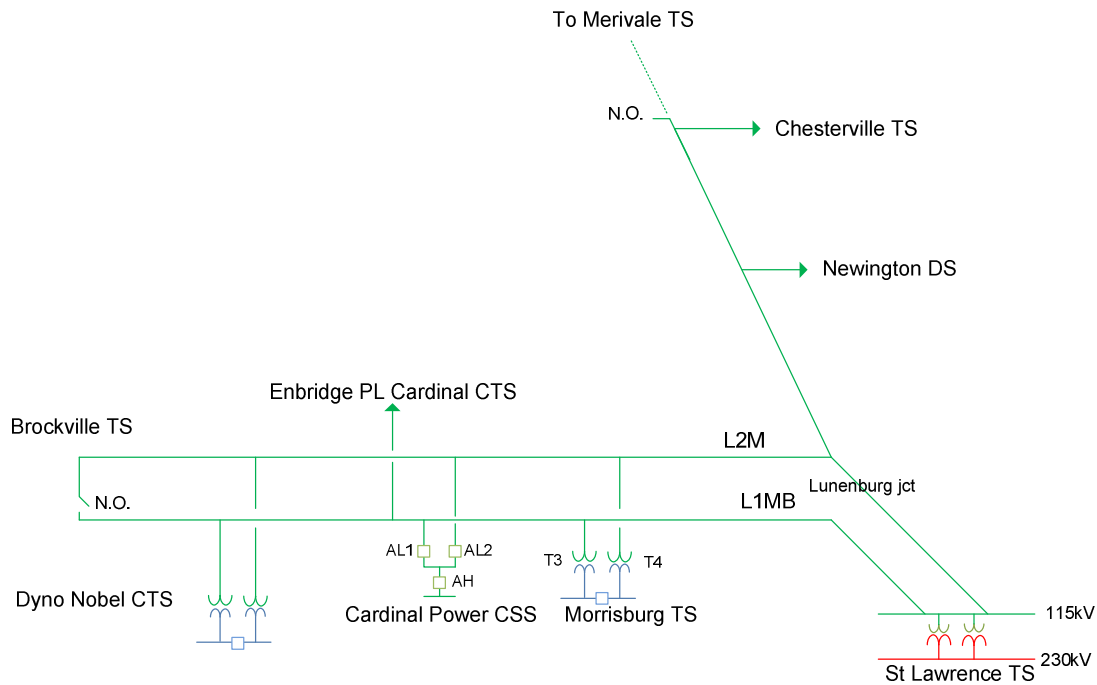 To Merivale TS
N.O.
Chesterville TS
Newington DS
Enbridge PL Cardinal CTS
Brockville TS
L2M
Lunenburg jct
N.O.
L1MB
AL1
AL2
T3
T4
AH
Dyno Nobel CTS
Cardinal Power CSS
Morrisburg TS
115kV
230kV
St Lawrence TS